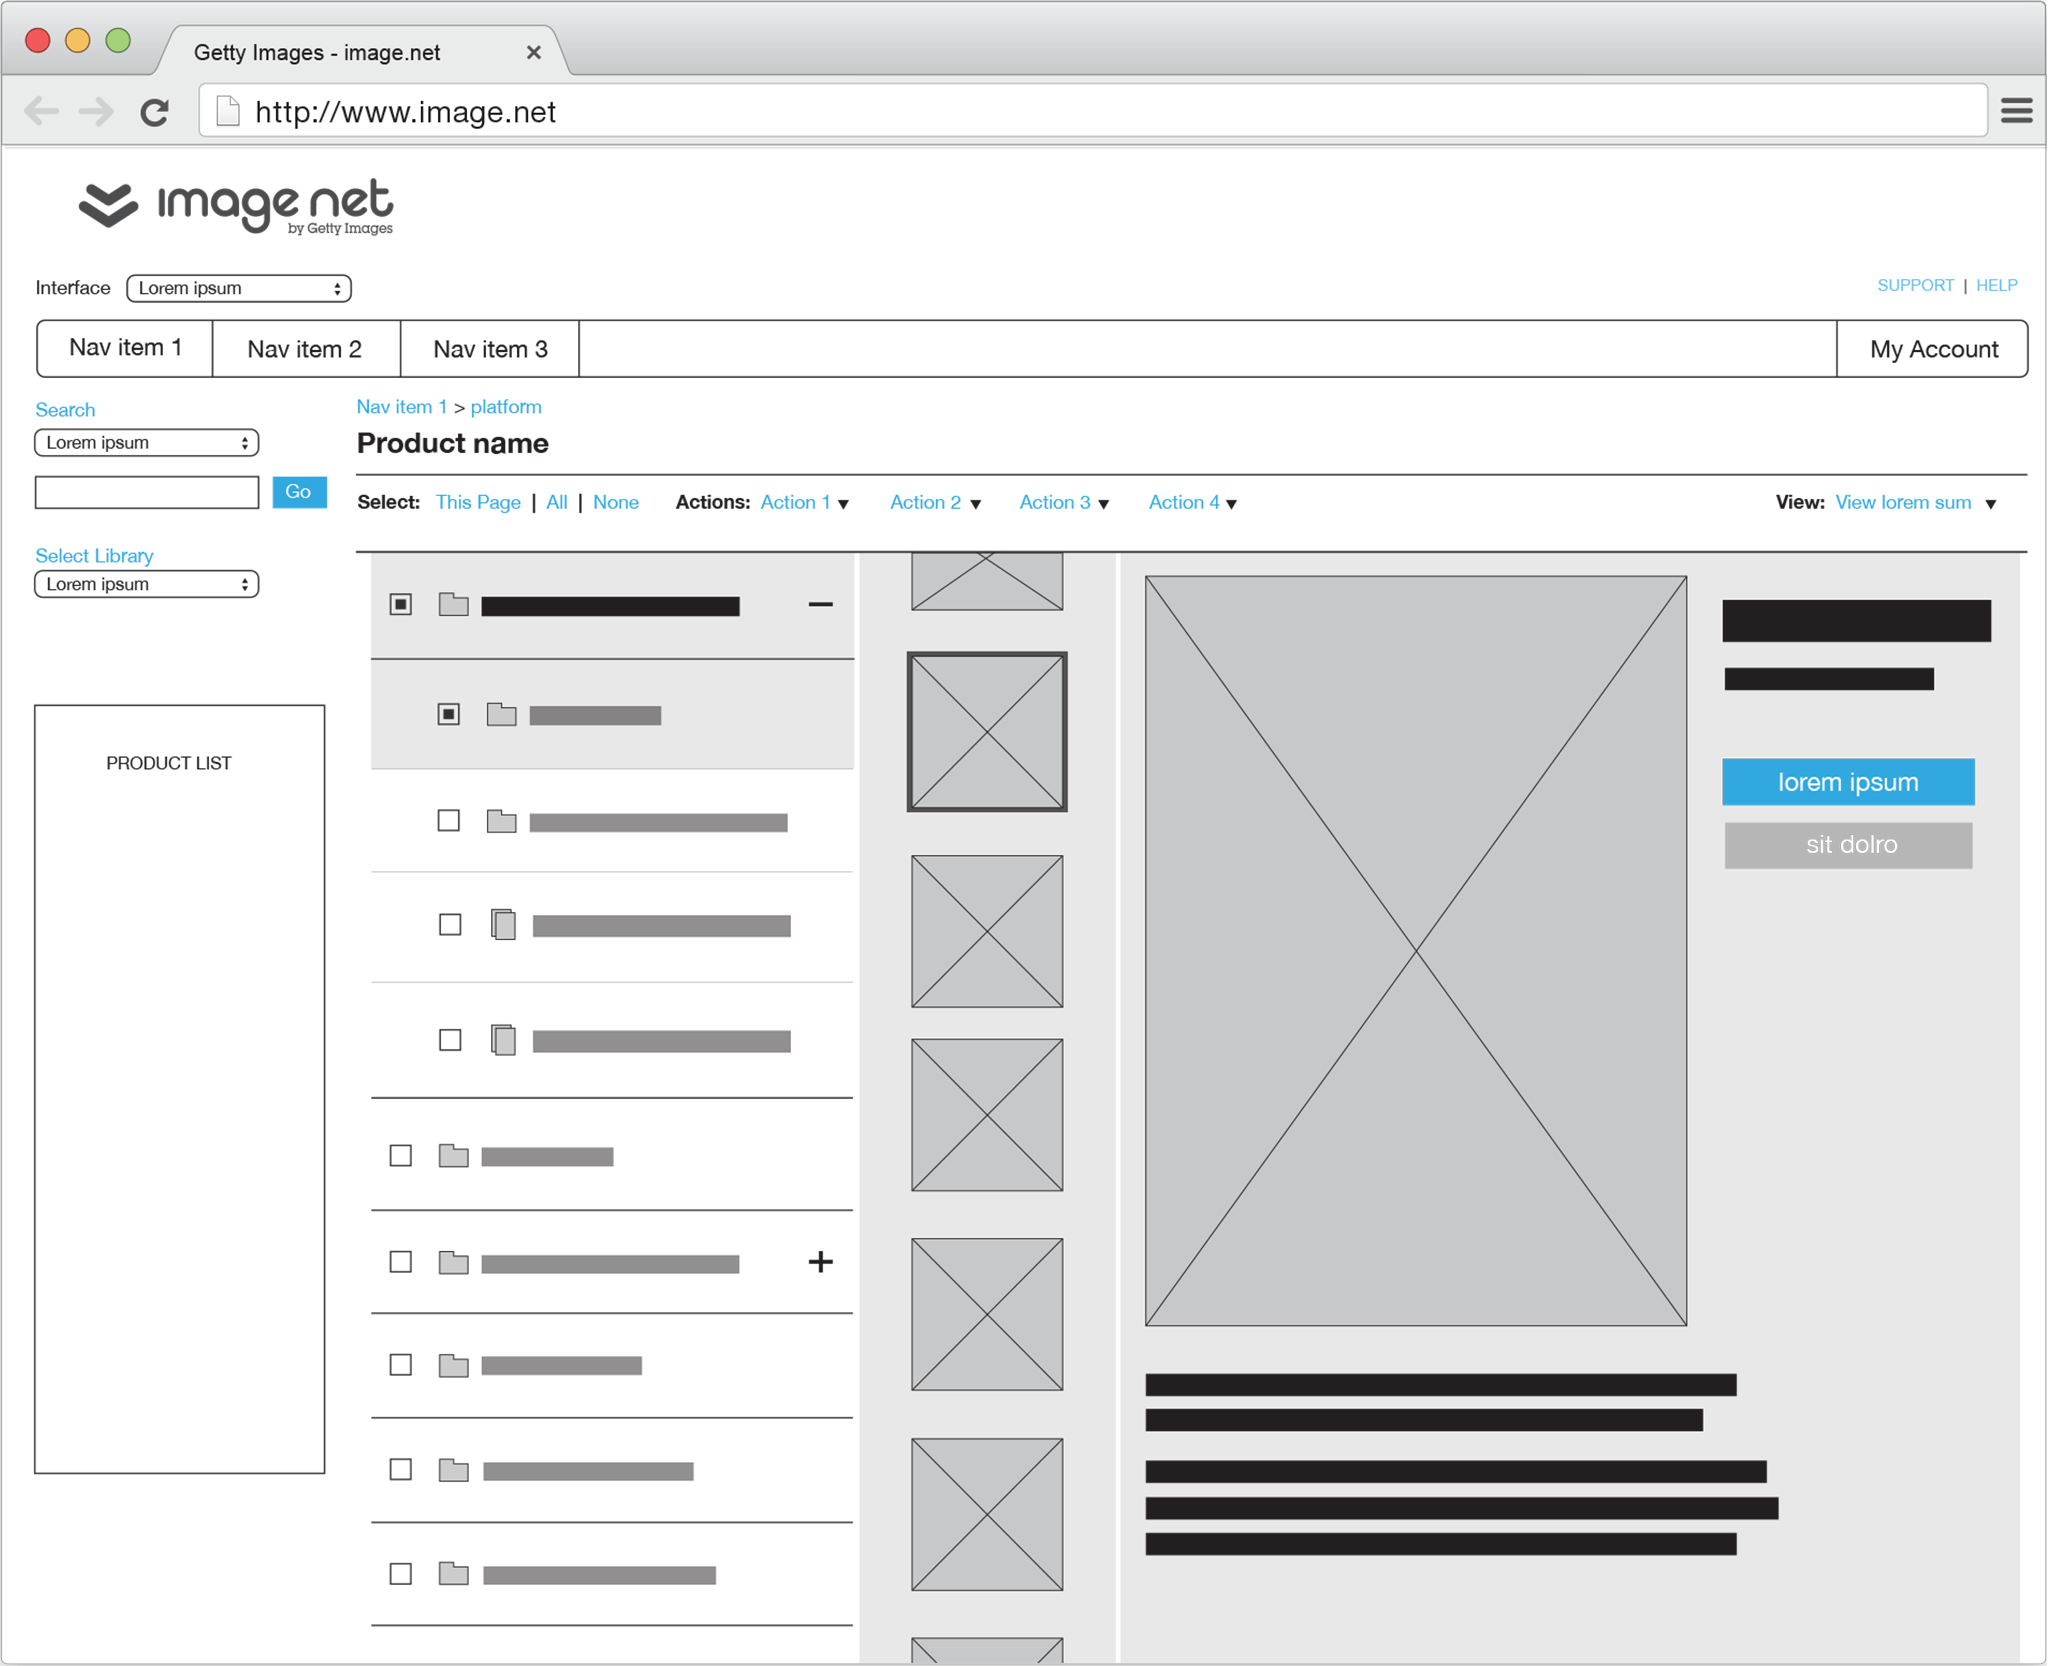 Getty Images - image.net
http://www.image.net
image net
by Getty Images
Interface Lorem ipsum
SUPPORT | HELP
Nav item 1 Nav item 2 Nav item 3 My Account
Search
Lorem ipsum
Go
Select Library
Lorem ipsum
PRODUCT LIST
Nav item 1 > platform
Product name
Select: This Page | All | None Actions: Action 1 Action 2 Action 3 Action 4 View: View lorem sum
lorem ipsum
sit dolro